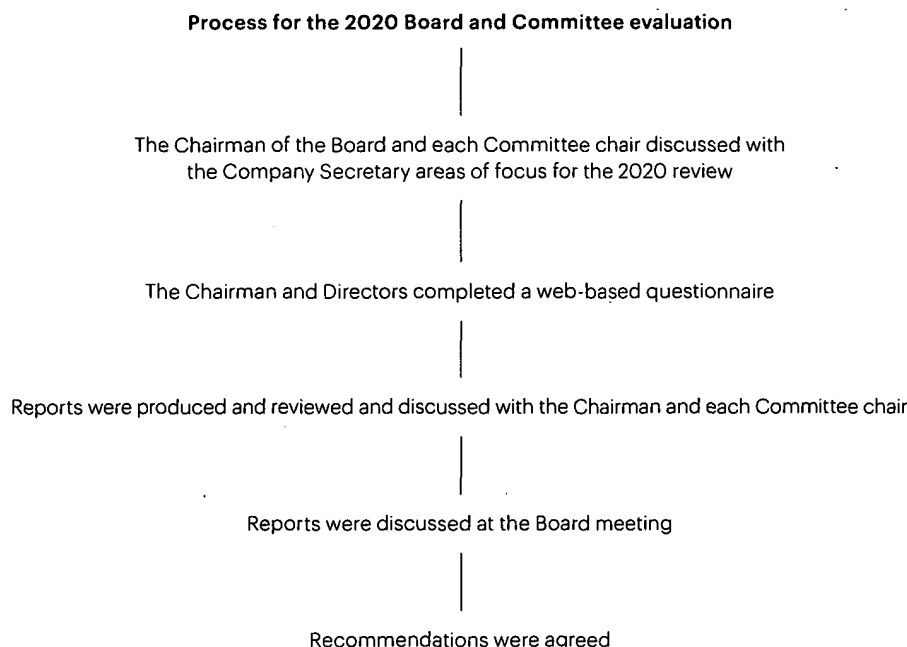 Process for the 2020 Board and Committee evaluation
The Chairman of the Board and each Committee chair discussed with
the Company Secretary areas of focus for the 2020 review
The Chairman and Directors completed a web-based questionnaire
Reports were produced and reviewed and discussed with the Chairman and each Committee chair
Reports were discussed at the Board meeting
Recommendations were agreed